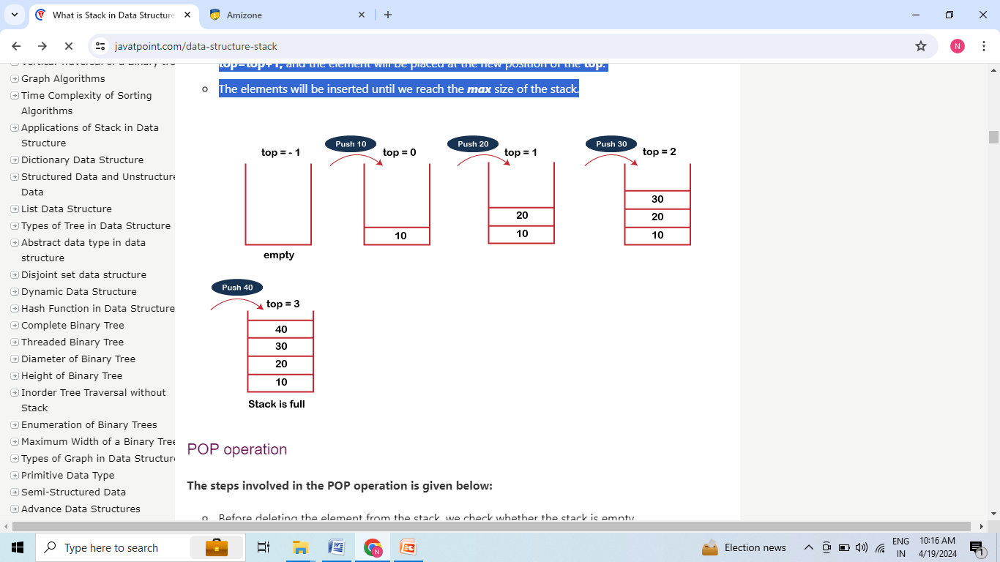 What is Stack in Data Structure
Amizone
javatpoint.com/data-structure-stack
N
Vertical Traversal of a Binary tre
Graph Algorithms
Time Complexity of Sorting
Algorithms
Applications of Stack in Data
Structure
Dictionary Data Structure
Structured Data and Unstructure
Data
List Data Structure
Types of Tree in Data Structure
Abstract data type in data
structure
Disjoint set data structure
Dynamic Data Structure
Hash Function in Data Structure
Complete Binary Tree
Threaded Binary Tree
Diameter of Binary Tree
Height of Binary Tree
Inorder Tree Traversal without
Stack
Enumeration of Binary Trees
Maximum Width of a Binary Tree
Types of Graph in Data Structur
Primitive Data Type
Semi-Structured Data
Advance Data Structures
top=top+1, and the element will be placed at the new position of the top.
The elements will be inserted until we reach the max size of the stack.
top = - 1
empty
Push 10
top = 0
10
Push 20
top = 1
20
10
Push 30
top = 2
30
20
10
Push 40
top = 3
40
30
20
10
Stack is full
POP operation
The steps involved in the POP operation is given below:
Before deleting the element from the stack, we check whether the stack is empty.
Type here to search
Election news
ENG
IN
10:16 AM
4/19/2024
1